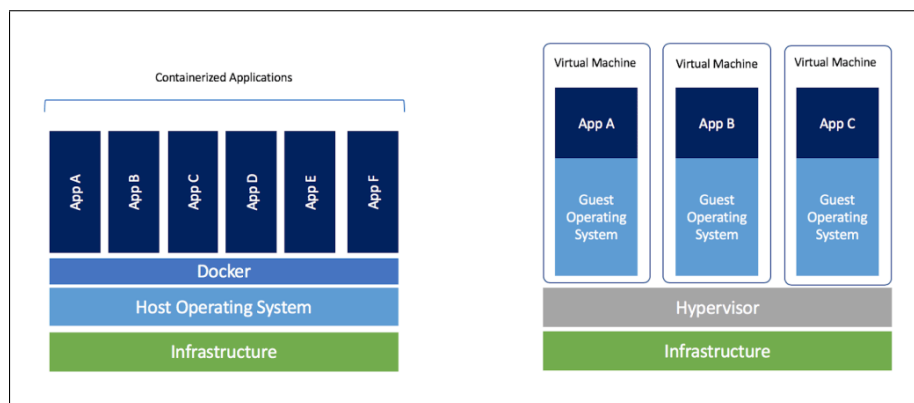 Containerized Applications
App A
App B
App C
App D
App E
App F
Docker
Host Operating System
Infrastructure
Virtual Machine
App A
Guest
Operating
System
Virtual Machine
App B
Guest
Operating
System
Virtual Machine
App C
Guest
Operating
System
Hypervisor
Infrastructure